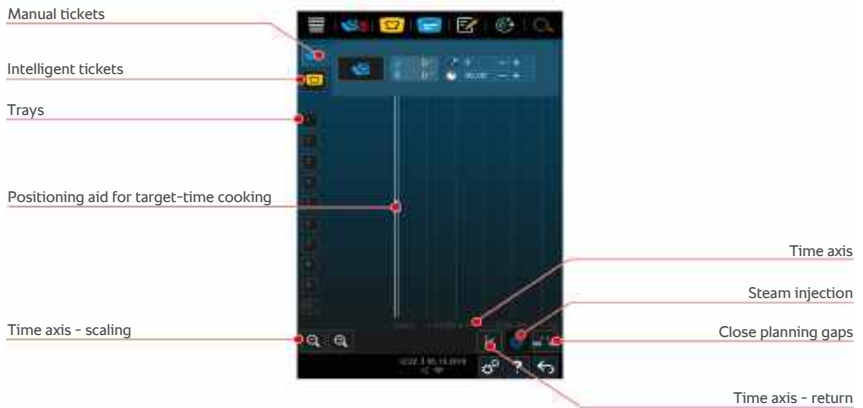 Manual tickets
Intelligent tickets
Trays
Positioning aid for target-time cooking
Time axis
Steam injection
Time axis - scaling
Close planning gaps
?
Time axis - return